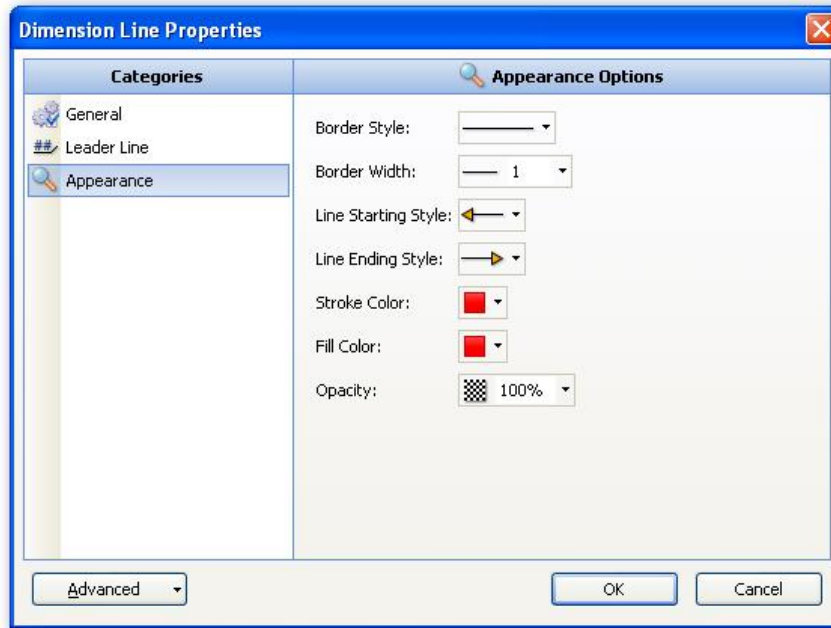 Dimension Line Properties
Categories
Appearance Options
General
Leader Line
Appearance
Border Style:
Border Width: 1
Line Starting Style:
Line Ending Style:
Stroke Color:
Fill Color:
Opacity: 100%
Advanced
OK
Cancel